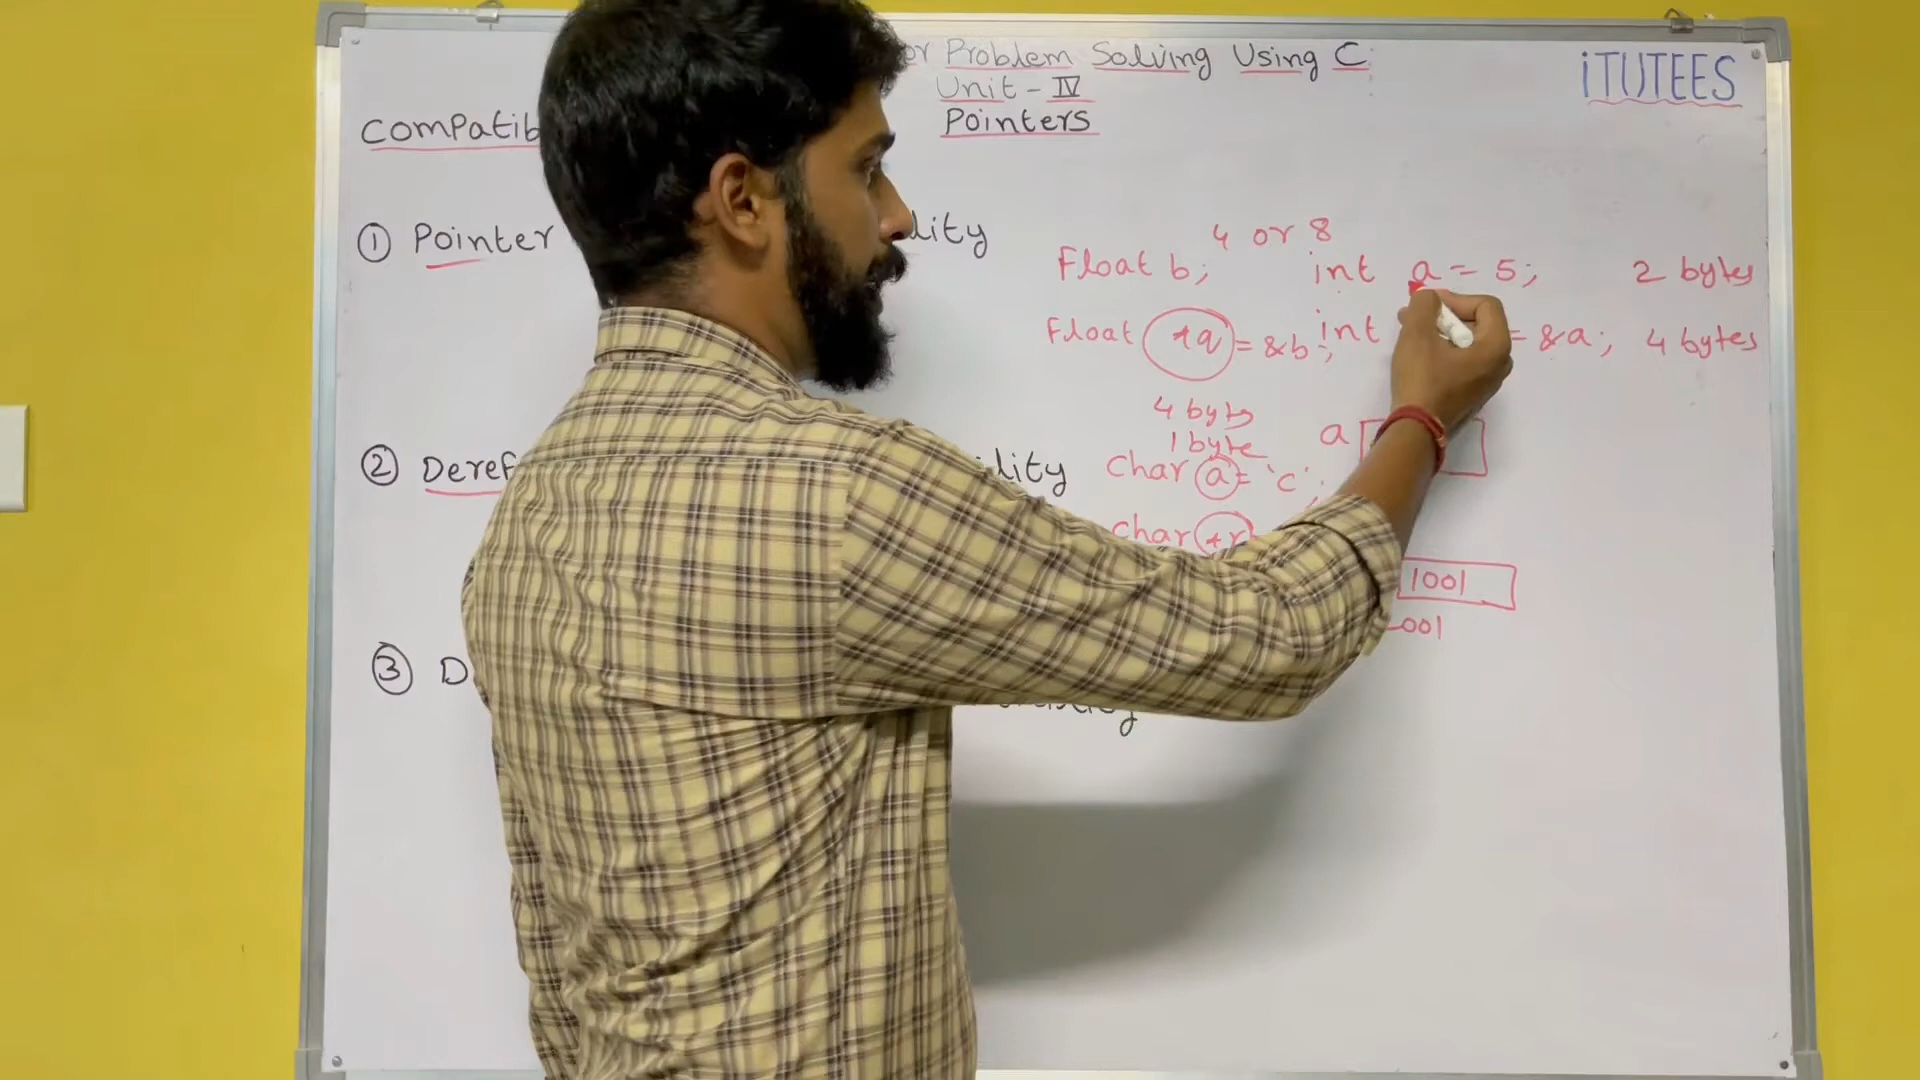 or Problem Solving Using C
iTUTEES
Unit - IV
Pointers
Compatib
① Pointer lity
4 or 8
Float b; int a = 5; 2 bytes
Float *q = &b; int = &a; 4 bytes
4 byts
1 byte
a
② Deref ility
char a = 'c';
char *r
1001
001
③ D